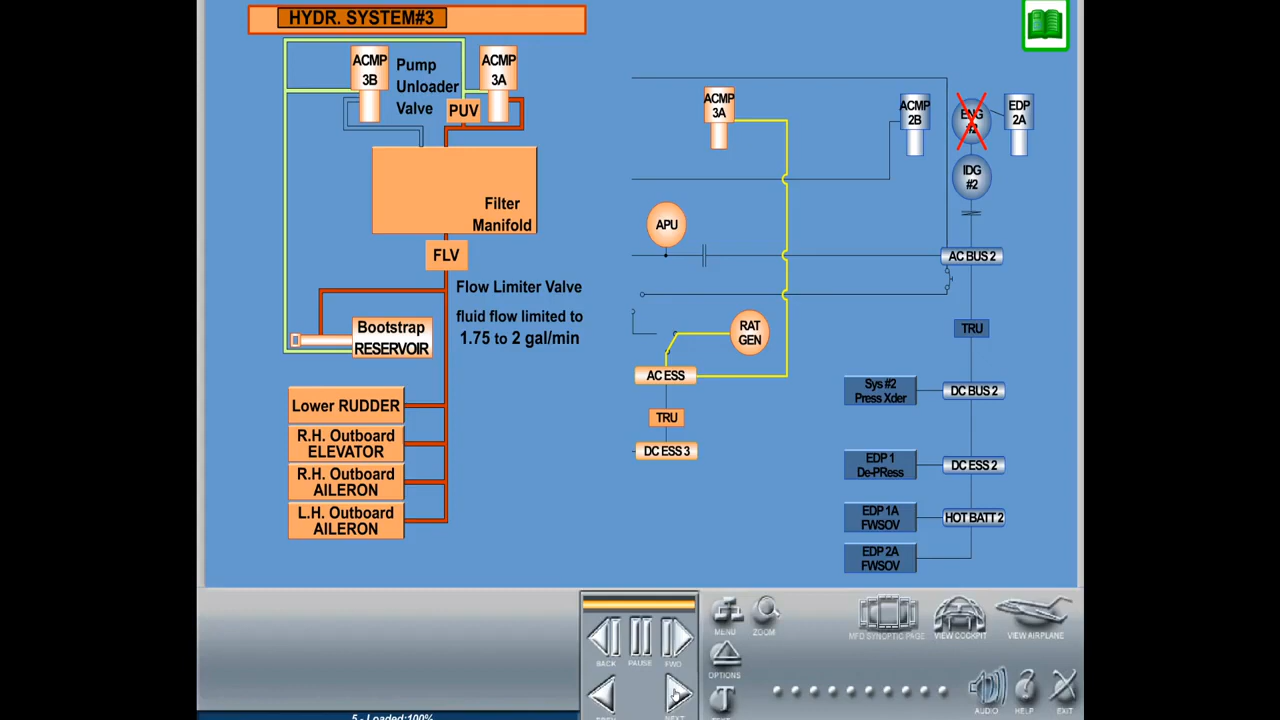 HYDR. SYSTEM#3
ACMP
3B
Pump
Unloader
Valve
ACMP
3A
PUV
Filter
Manifold
FLV
Flow Limiter Valve
fluid flow limited to
1.75 to 2 gal/min
Bootstrap
RESERVOIR
Lower RUDDER
R.H. Outboard
ELEVATOR
R.H. Outboard
AILERON
L.H. Outboard
AILERON
ACMP
3A
ACMP
2B
ENG
#2
EDP
2A
IDG
#2
APU
AC BUS 2
RAT
GEN
TRU
AC ESS
TRU
DC ESS 3
Sys #2
Press Xder
DC BUS 2
EDP 1
De-PRess
DC ESS 2
EDP 1A
FWSOV
HOT BATT 2
EDP 2A
FWSOV
BACK
PAUSE
FWD
MENU
ZOOM
MFD SYNOPTIC PAGE
VIEW COCKPIT
VIEW AIRPLANE
OPTIONS
AUDIO
HELP
EXIT
5 - Loaded:100%